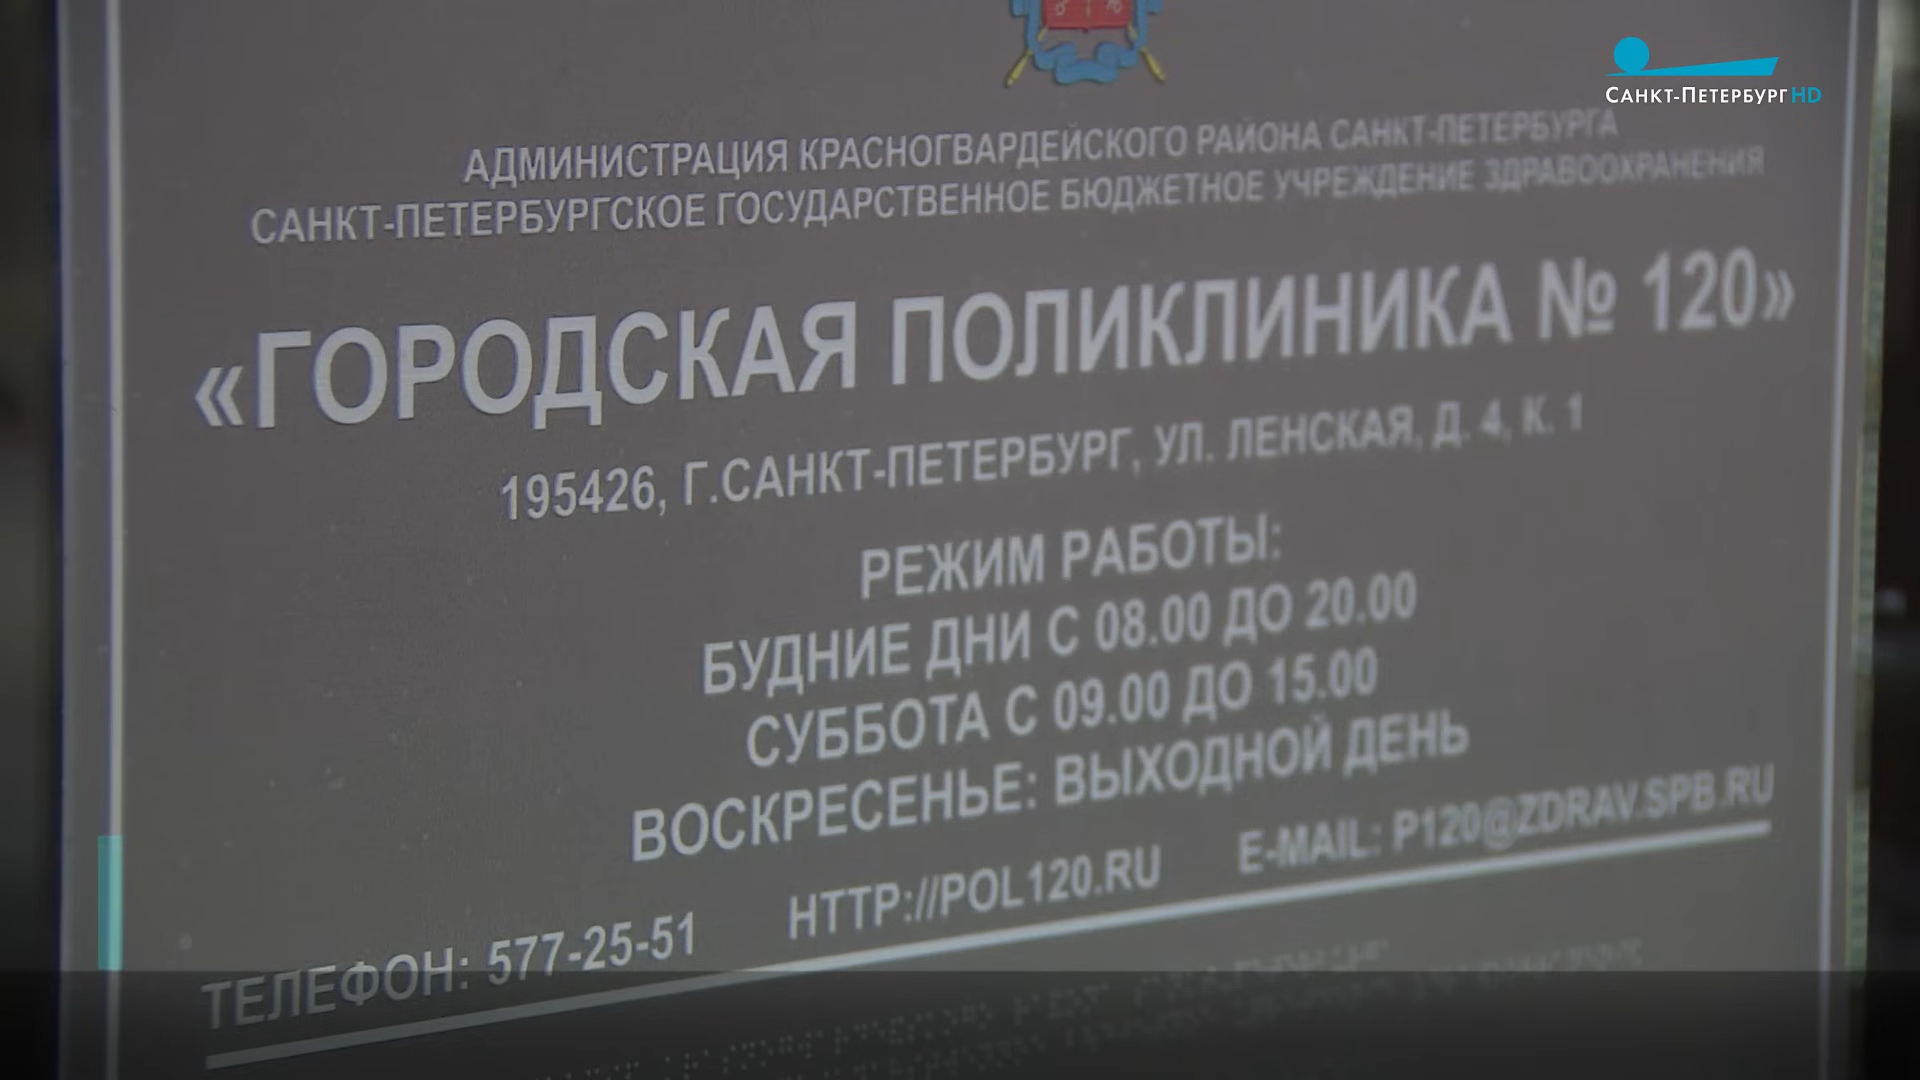 САНКТ-ПЕТЕРБУРГ HD
АДМИНИСТРАЦИЯ КРАСНОГВАРДЕЙСКОГО РАЙОНА САНКТ-ПЕТЕРБУРГА
САНКТ-ПЕТЕРБУРГСКОЕ ГОСУДАРСТВЕННОЕ БЮДЖЕТНОЕ УЧРЕЖДЕНИЕ ЗДРАВООХРАНЕНИЯ
«ГОРОДСКАЯ ПОЛИКЛИНИКА № 120»
195426, Г.САНКТ-ПЕТЕРБУРГ, УЛ. ЛЕНСКАЯ, Д. 4, К. 1
РЕЖИМ РАБОТЫ:
БУДНИЕ ДНИ С 08.00 ДО 20.00
СУББОТА С 09.00 ДО 15.00
ВОСКРЕСЕНЬЕ: ВЫХОДНОЙ ДЕНЬ
ТЕЛЕФОН: 577-25-51 HTTP://POL120.RU E-MAIL: P120@ZDRAV.SPB.RU